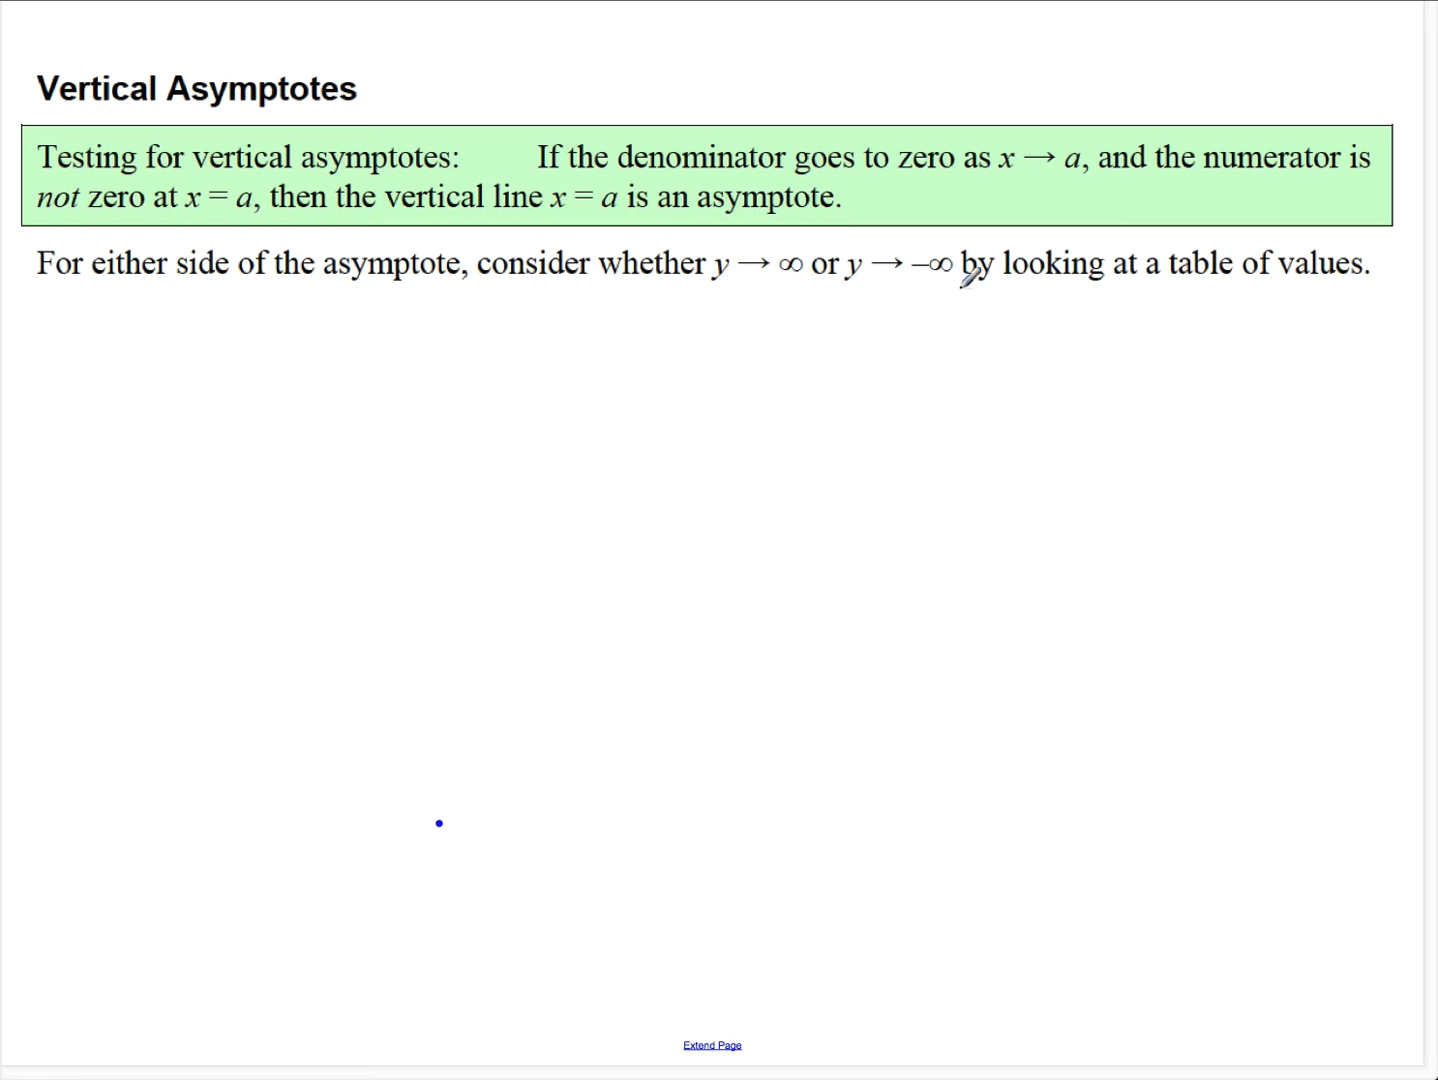 Vertical Asymptotes
Testing for vertical asymptotes: If the denominator goes to zero as x → a, and the numerator is
not zero at x = a, then the vertical line x = a is an asymptote.
For either side of the asymptote, consider whether y → ∞ or y → –∞ by looking at a table of values.
Extend Page